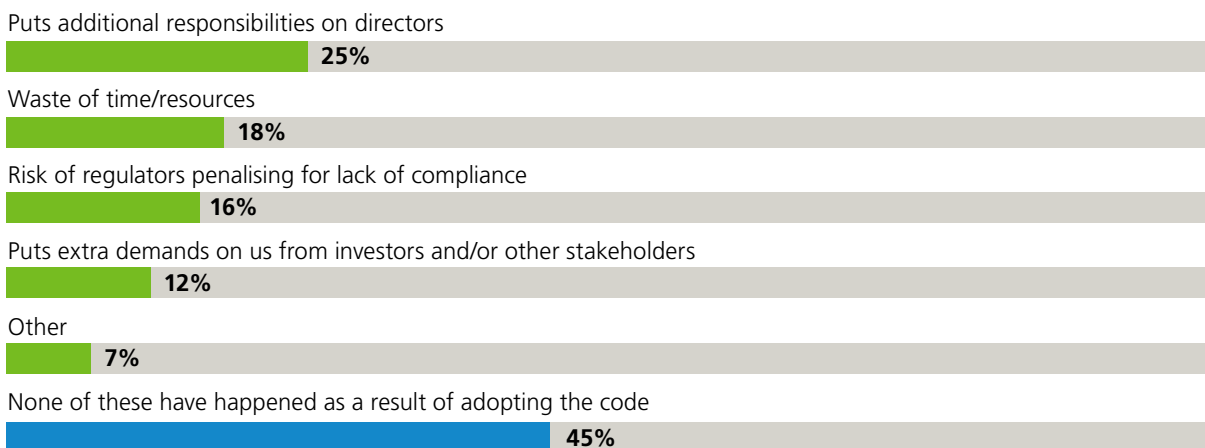 Puts additional responsibilities on directors
25%
Waste of time/resources
18%
Risk of regulators penalising for lack of compliance
16%
Puts extra demands on us from investors and/or other stakeholders
12%
Other
7%
None of these have happened as a result of adopting the code
45%